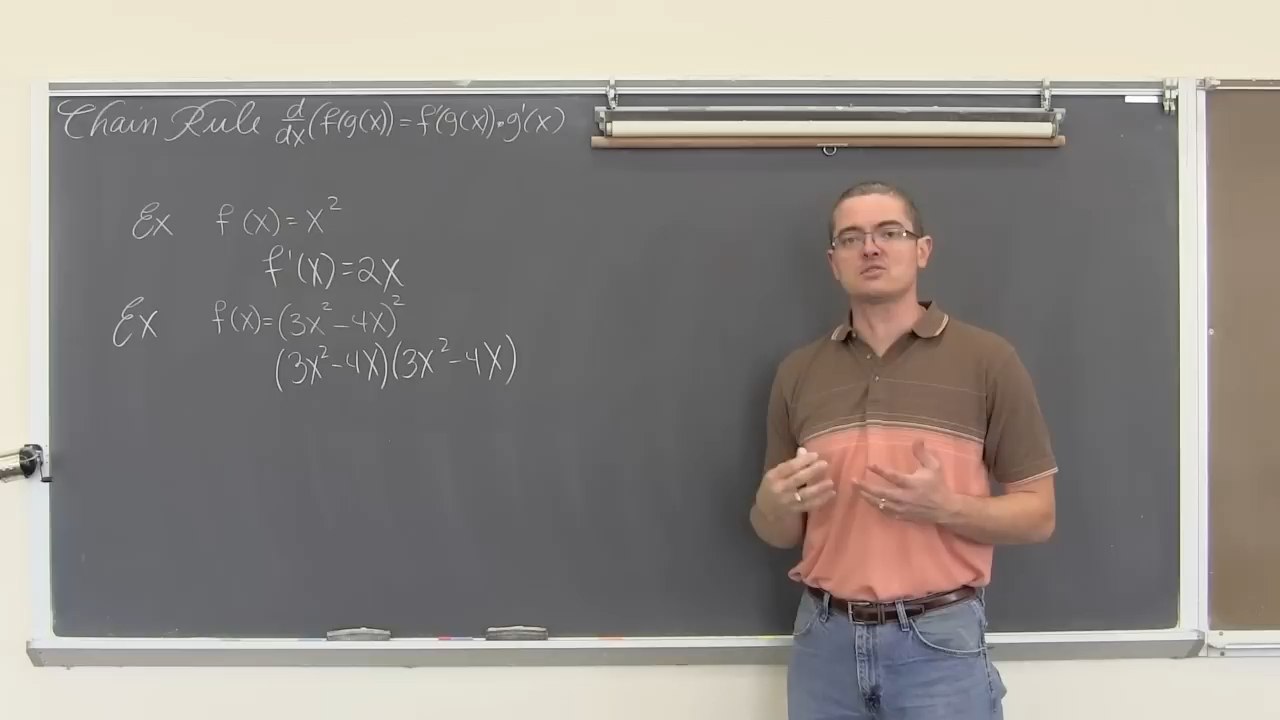 Chain Rule d/dx(f(g(x)) = f'(g(x)) • g'(x)
Ex f(x) = x²
f'(x) = 2x
Ex f(x) = (3x² - 4x)²
(3x² - 4x)(3x² - 4x)